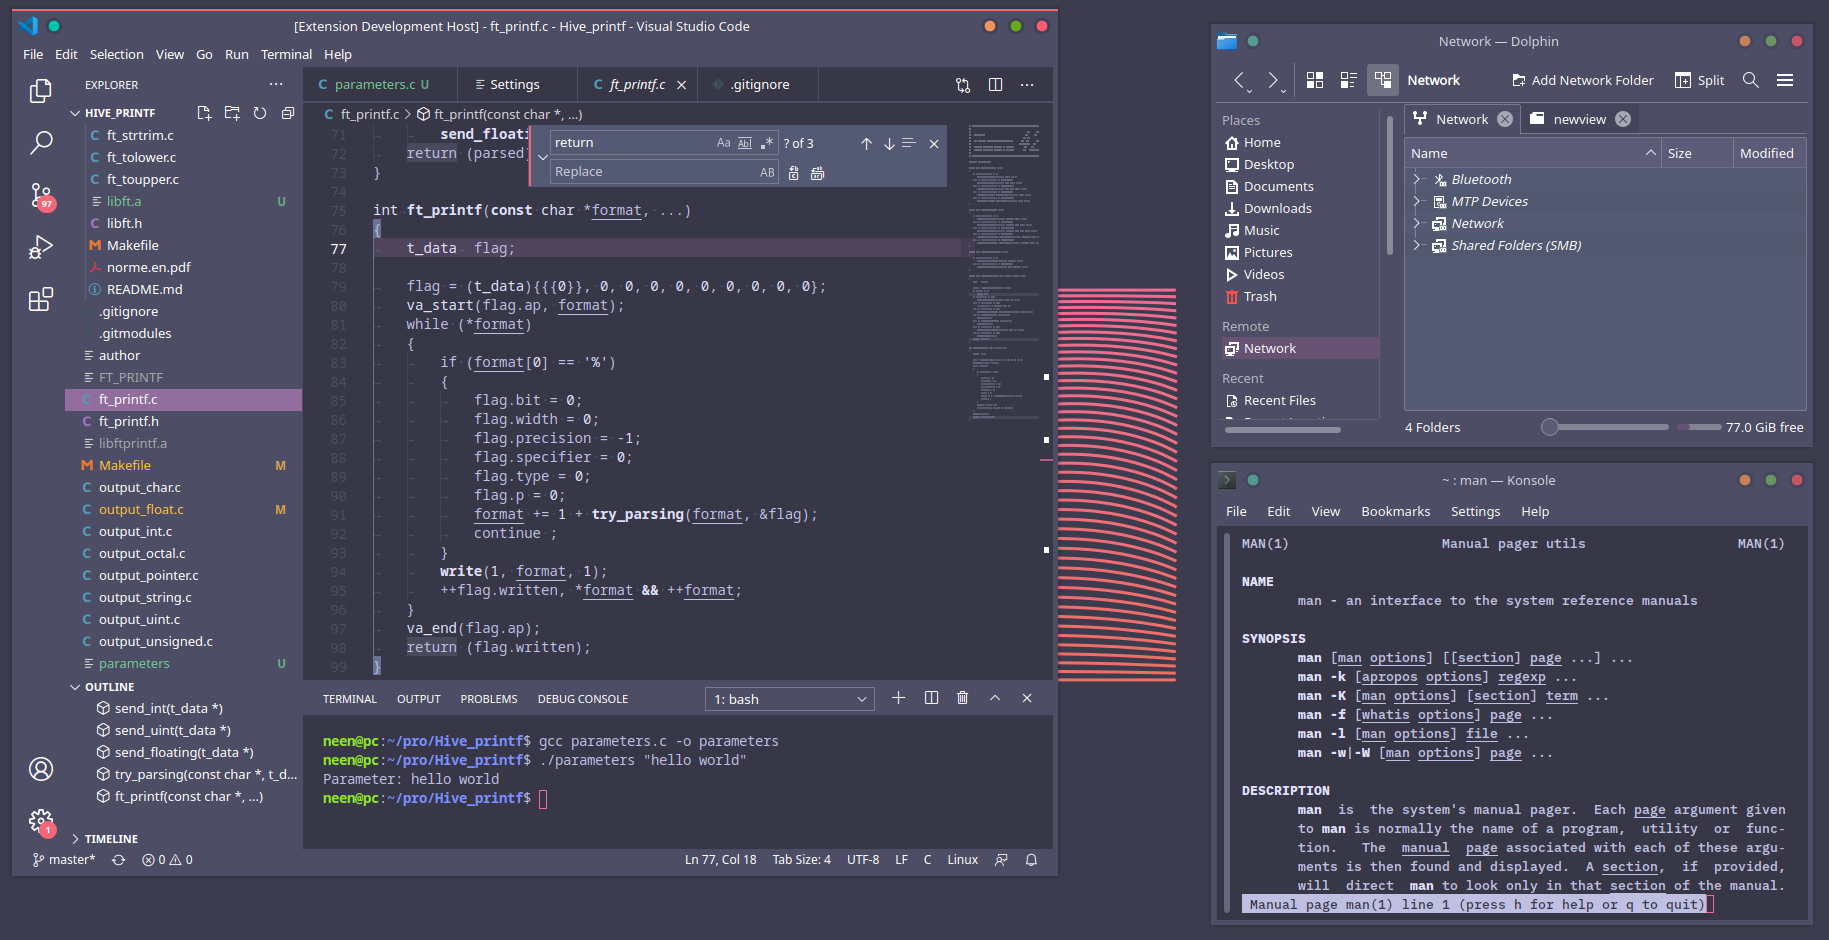 [Extension Development Host] - ft_printf.c - Hive_printf - Visual Studio Code
File Edit Selection View Go Run Terminal Help
EXPLORER
HIVE_PRINTF
ft_strtrim.c
ft_tolower.c
ft_toupper.c
libft.a U
libft.h
Makefile
norme.en.pdf
README.md
.gitignore
.gitmodules
author
FT_PRINTF
ft_printf.c
ft_printf.h
libftprintf.a
Makefile M
output_char.c
output_float.c M
output_int.c
output_octal.c
output_pointer.c
output_string.c
output_uint.c
output_unsigned.c
parameters U
OUTLINE
send_int(t_data *)
send_uint(t_data *)
send_floating(t_data *)
try_parsing(const char *, t_d...
ft_printf(const char *, ...)
TIMELINE
97
1
parameters.c U Settings ft_printf.c .gitignore
ft_printf.c > ft_printf(const char *, ...)
return Aa Abl .* ? of 3
Replace AB
71 send_floati
72 return (parsed)
73 }
74
75 int ft_printf(const char *format, ...)
76 {
77 t_data flag;
78
79 flag = (t_data){{{0}}, 0, 0, 0, 0, 0, 0, 0, 0, 0};
80 va_start(flag.ap, format);
81 while (*format)
82 {
83 if (format[0] == '%')
84 {
85 flag.bit = 0;
86 flag.width = 0;
87 flag.precision = -1;
88 flag.specifier = 0;
89 flag.type = 0;
90 flag.p = 0;
91 format += 1 + try_parsing(format, &flag);
92 continue ;
93 }
94 write(1, format, 1);
95 ++flag.written, *format && ++format;
96 }
97 va_end(flag.ap);
98 return (flag.written);
99 }
TERMINAL OUTPUT PROBLEMS DEBUG CONSOLE 1: bash
neen@pc:~/pro/Hive_printf$ gcc parameters.c -o parameters
neen@pc:~/pro/Hive_printf$ ./parameters "hello world"
Parameter: hello world
neen@pc:~/pro/Hive_printf$
master* 0 0 Ln 77, Col 18 Tab Size: 4 UTF-8 LF C Linux
Network — Dolphin
Network Add Network Folder Split
Places
Home
Desktop
Documents
Downloads
Music
Pictures
Videos
Trash
Remote
Network
Recent
Recent Files
Network newview
Name Size Modified
Bluetooth
MTP Devices
Network
Shared Folders (SMB)
4 Folders 77.0 GiB free
~ : man — Konsole
File Edit View Bookmarks Settings Help
MAN(1) Manual pager utils MAN(1)
NAME
man - an interface to the system reference manuals
SYNOPSIS
man [man options] [[section] page ...] ...
man -k [apropos options] regexp ...
man -K [man options] [section] term ...
man -f [whatis options] page ...
man -l [man options] file ...
man -w|-W [man options] page ...
DESCRIPTION
man is the system's manual pager. Each page argument given
to man is normally the name of a program, utility or func-
tion. The manual page associated with each of these argu-
ments is then found and displayed. A section, if provided,
will direct man to look only in that section of the manual.
Manual page man(1) line 1 (press h for help or q to quit)